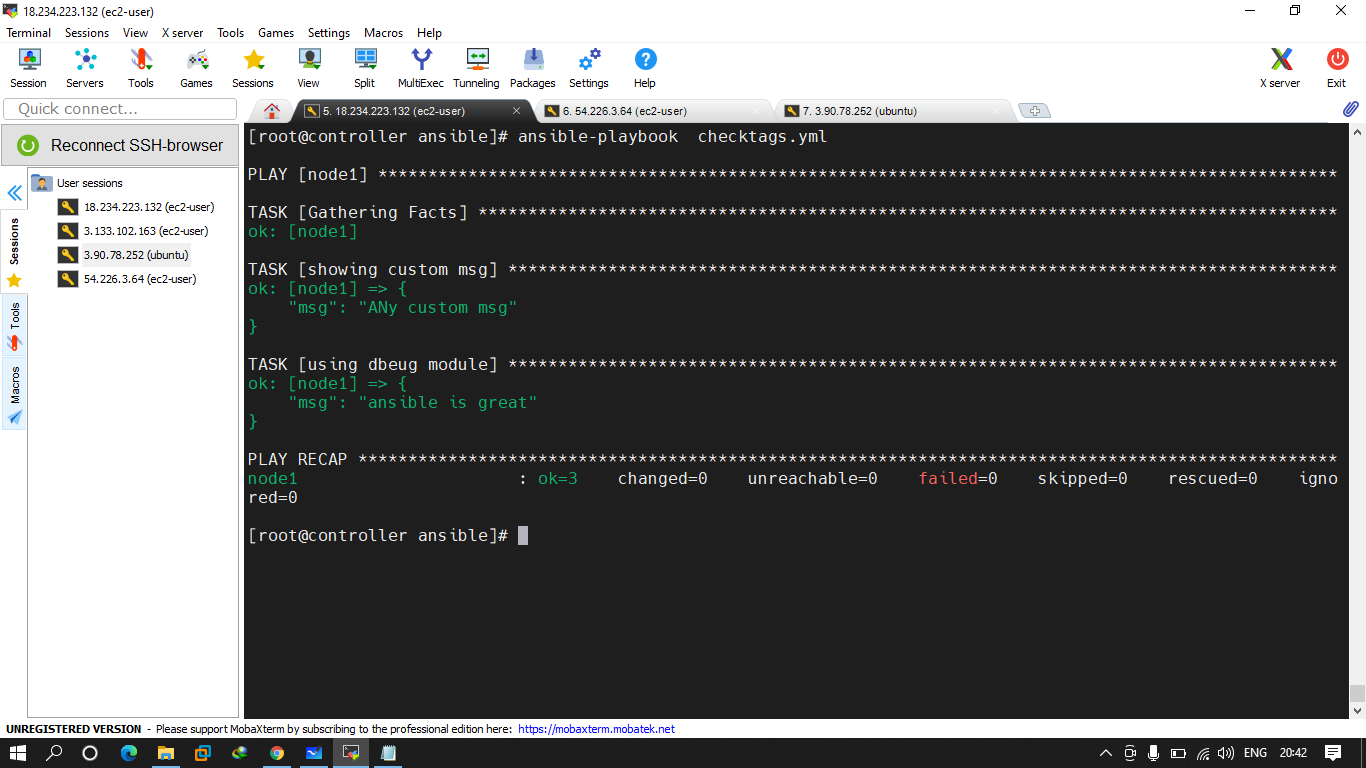 18.234.223.132 (ec2-user)
Terminal Sessions View X server Tools Games Settings Macros Help
Session Servers Tools Games Sessions View Split MultiExec Tunneling Packages Settings Help X server Exit
Quick connect...
5. 18.234.223.132 (ec2-user)
6. 54.226.3.64 (ec2-user)
7. 3.90.78.252 (ubuntu)
Reconnect SSH-browser
User sessions
18.234.223.132 (ec2-user)
3.133.102.163 (ec2-user)
3.90.78.252 (ubuntu)
54.226.3.64 (ec2-user)
Sessions
Tools
Macros
[root@controller ansible]# ansible-playbook  checktags.yml
PLAY [node1] ************************************************************************************************
TASK [Gathering Facts] **************************************************************************************
ok: [node1]
TASK [showing custom msg] ***********************************************************************************
ok: [node1] => {
    "msg": "ANy custom msg"
}
TASK [using dbeug module] ***********************************************************************************
ok: [node1] => {
    "msg": "ansible is great"
}
PLAY RECAP **************************************************************************************************
node1                      : ok=3    changed=0    unreachable=0    failed=0    skipped=0    rescued=0    igno
red=0
[root@controller ansible]#
UNREGISTERED VERSION - Please support MobaXterm by subscribing to the professional edition here: https://mobaxterm.mobatek.net
ENG 20:42